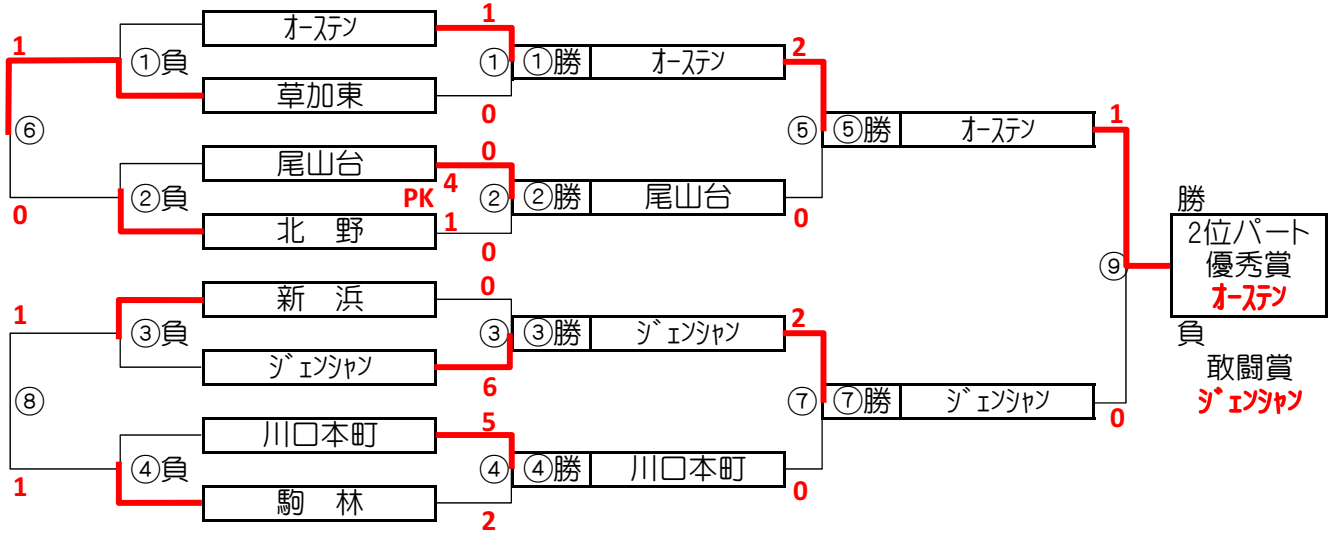 1
オーステン
1
①負
①
①勝
オーステン
2
草加東
0
⑥
⑤
⑤勝
オーステン
1
尾山台
0
4
②負
PK
②
②勝
尾山台
0
0
北 野
1
0
勝
2位パート
優秀賞
オーステン
⑨
新 浜
0
1
③負
③
③勝
ジェンシャン
2
負
ジェンシャン
6
敢闘賞
ジェンシャン
⑧
⑦
⑦勝
ジェンシャン
0
川口本町
5
④負
④
④勝
川口本町
0
1
駒 林
2